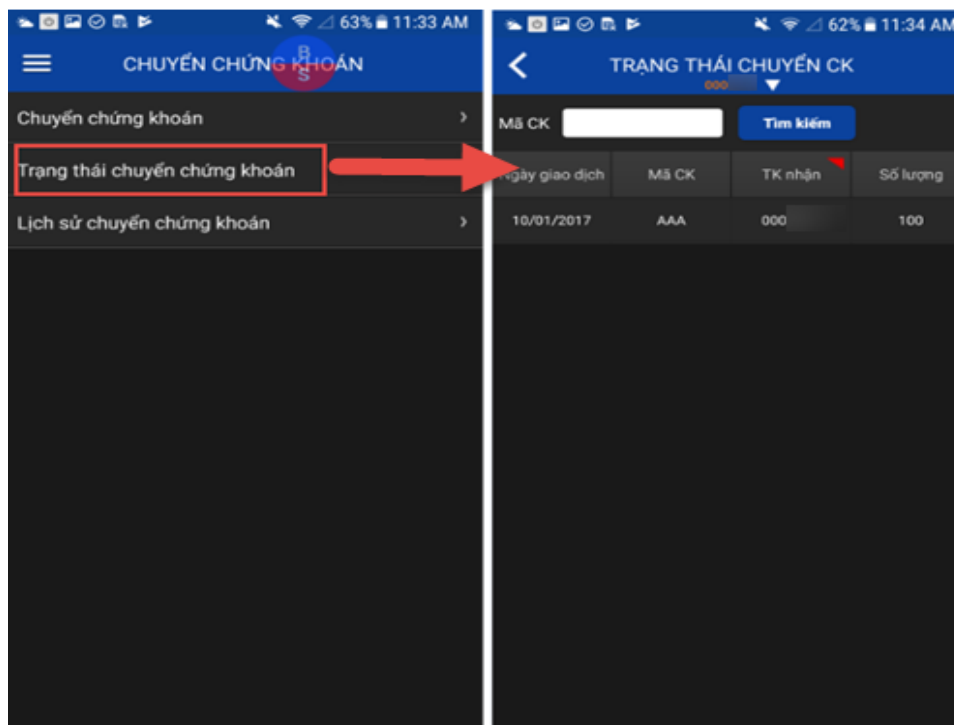 63% 11:33 AM
CHUYỂN CHỨNG KHOÁN
B
S
Chuyển chứng khoán
Trạng thái chuyển chứng khoán
Lịch sử chuyển chứng khoán
62% 11:34 AM
TRẠNG THÁI CHUYỂN CK
000
Mã CK Tìm kiếm
Ngày giao dịch Mã CK TK nhận Số lượng
10/01/2017 AAA 000 100